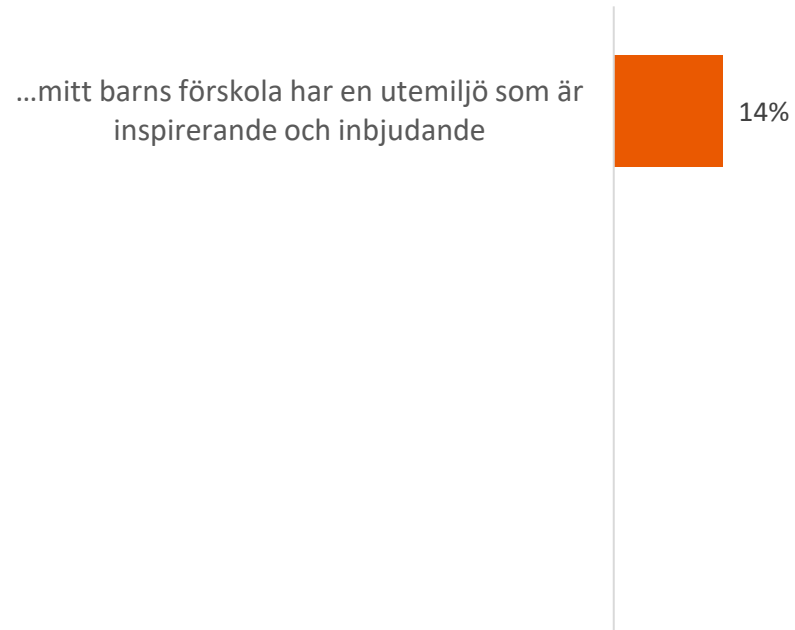 …mitt barns förskola har en utemiljö som är
inspirerande och inbjudande
14%